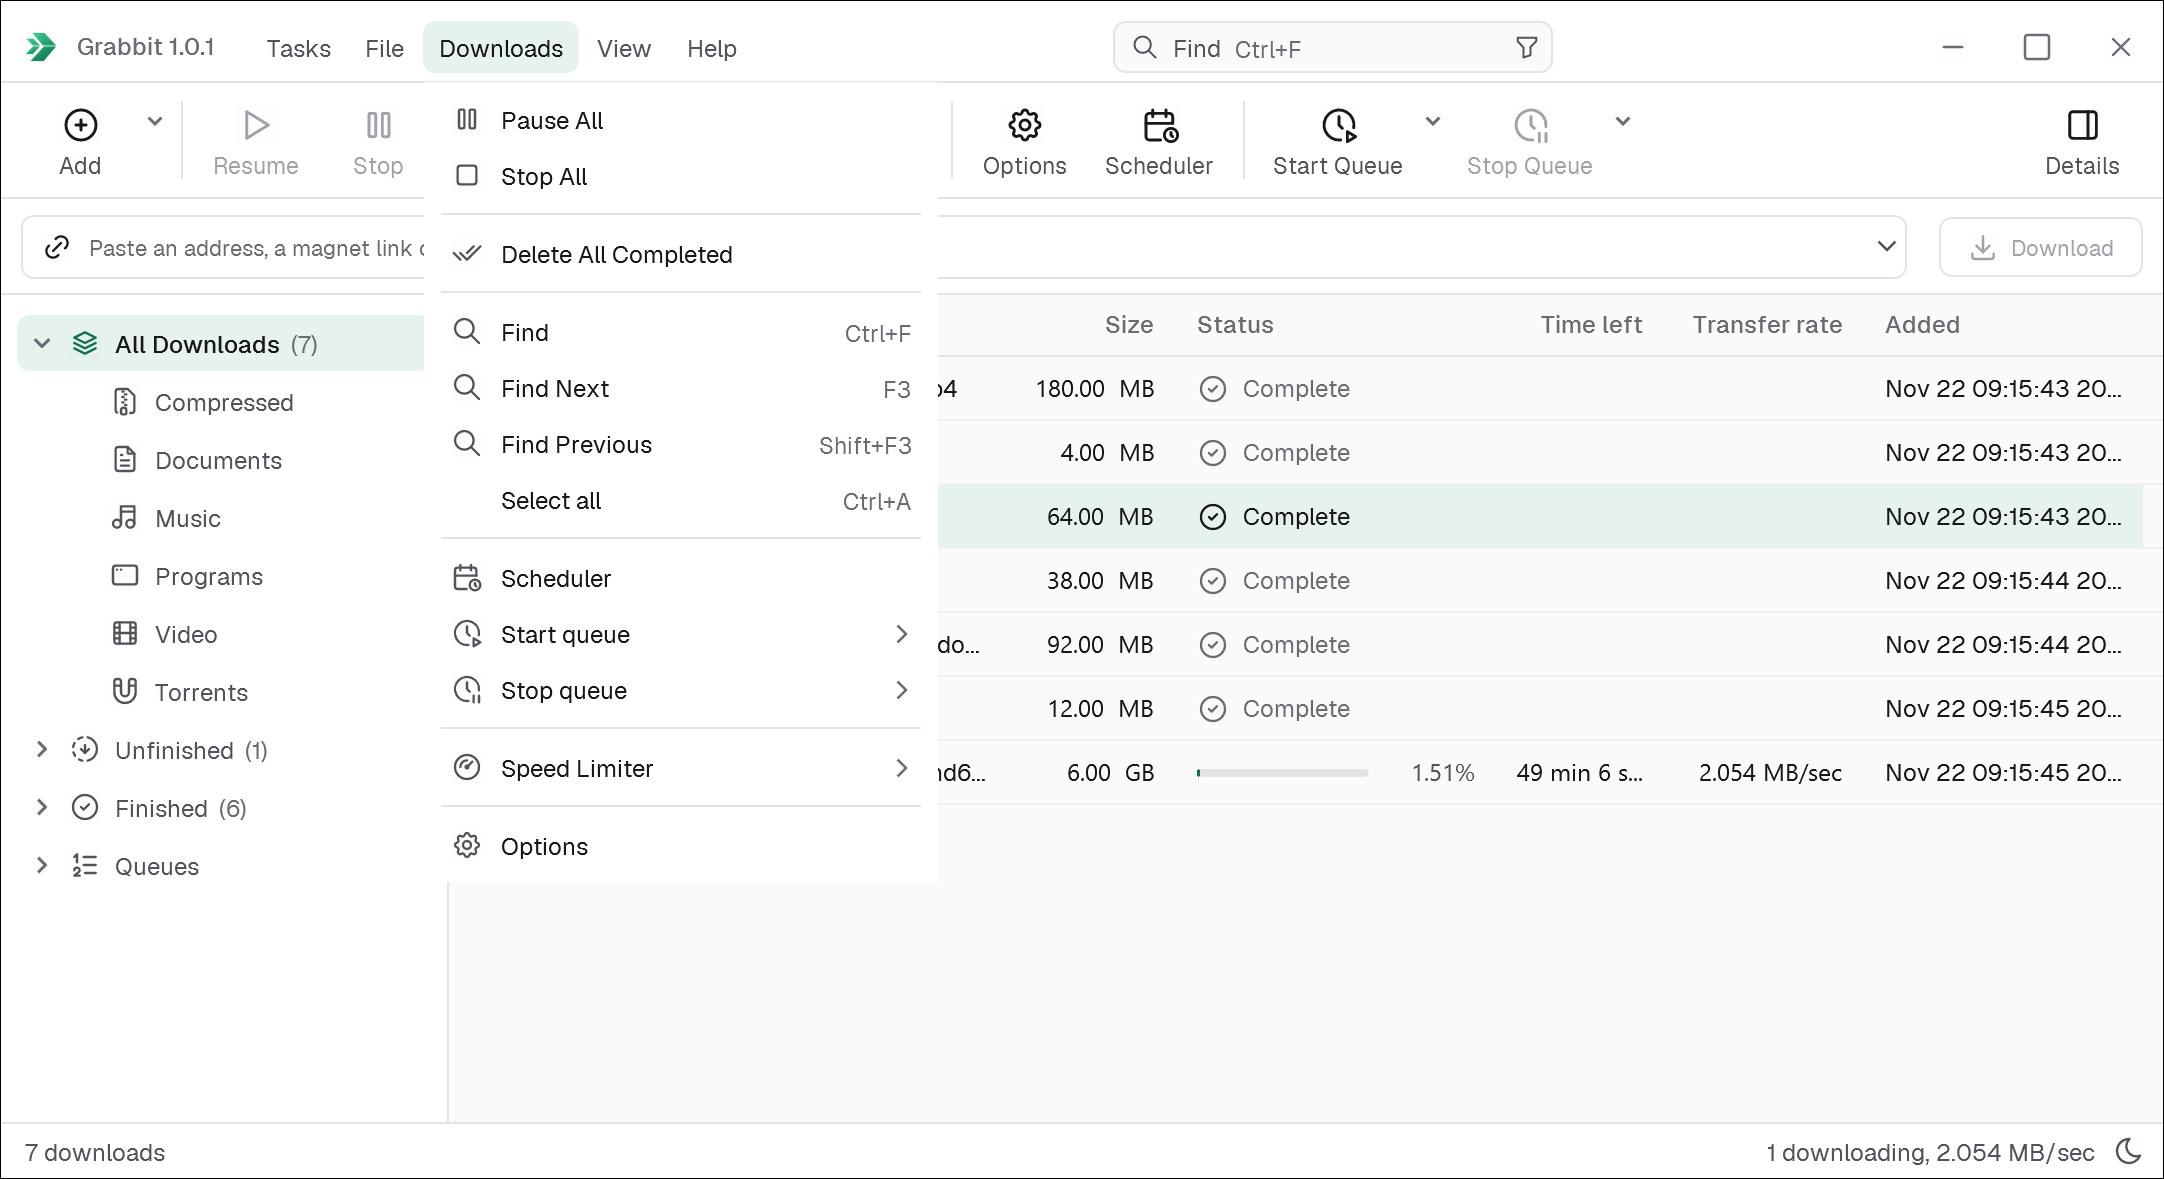 Grabbit 1.0.1
Tasks File Downloads View Help
Find Ctrl+F
Add
Resume
Stop
Options
Scheduler
Start Queue
Stop Queue
Details
Paste an address, a magnet link
Download
Pause All
Stop All
Delete All Completed
Find Ctrl+F
Find Next F3
Find Previous Shift+F3
Select all Ctrl+A
Scheduler
Start queue
Stop queue
Speed Limiter
Options
All Downloads (7)
Compressed
Documents
Music
Programs
Video
Torrents
Unfinished (1)
Finished (6)
Queues
Size Status Time left Transfer rate Added
180.00 MB Complete Nov 22 09:15:43 20...
4.00 MB Complete Nov 22 09:15:43 20...
64.00 MB Complete Nov 22 09:15:43 20...
38.00 MB Complete Nov 22 09:15:44 20...
do... 92.00 MB Complete Nov 22 09:15:44 20...
12.00 MB Complete Nov 22 09:15:45 20...
d6... 6.00 GB 1.51% 49 min 6 s... 2.054 MB/sec Nov 22 09:15:45 20...
7 downloads
1 downloading, 2.054 MB/sec